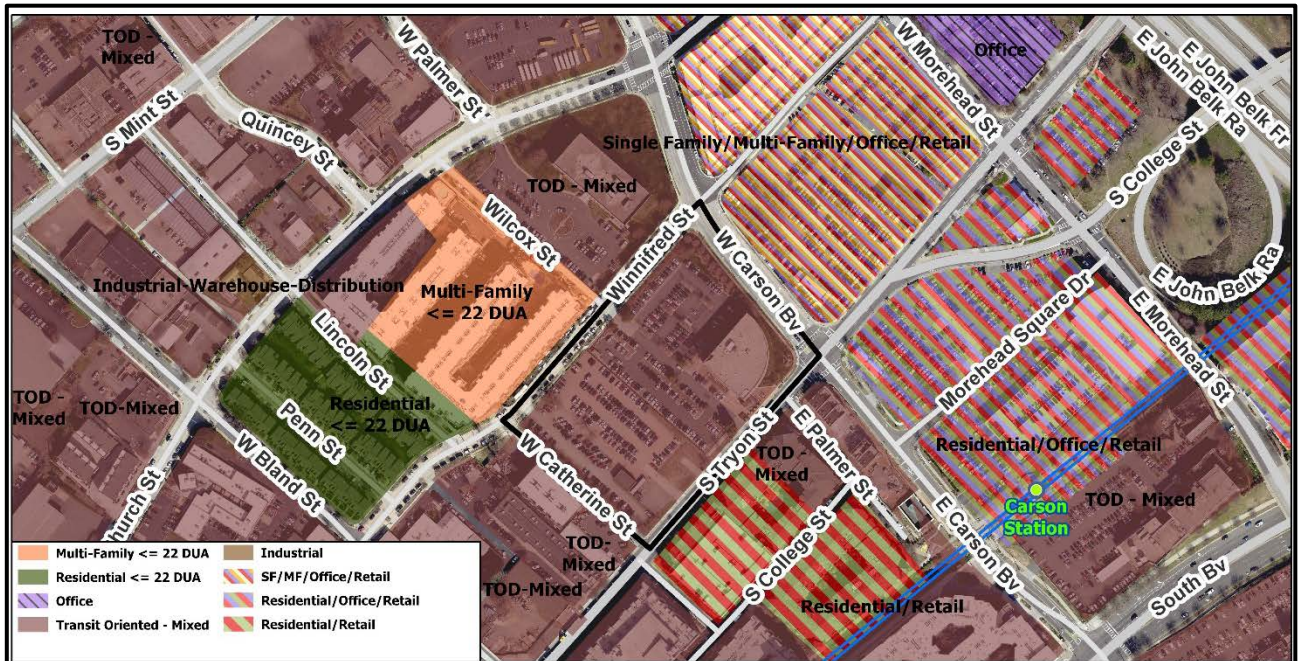 TOD -
Mixed
S Mint St
Quincey St
W Palmer St
TOD - Mixed
Wilcox St
Winnifred St
Single Family/Multi-Family/Office/Retail
W Morehead St
Office
E John Belk Ra
E John Belk Fr
S College St
E John Belk Ra
Industrial-Warehouse-Distribution
Multi-Family
<= 22 DUA
W Carson Bv
Morehead Square Dr
E Morehead St
Lincoln St
Residential
<= 22 DUA
Penn St
W Bland St
TOD -
Mixed
TOD-Mixed
Church St
W Catherine St
S Tryon St
TOD -
Mixed
E Palmer St
Residential/Office/Retail
Carson
Station
TOD - Mixed
E Carson Bv
South Bv
S College St
TOD-
Mixed
TOD-Mixed
Residential/Retail
Multi-Family <= 22 DUA
Residential <= 22 DUA
Office
Transit Oriented - Mixed
Industrial
SF/MF/Office/Retail
Residential/Office/Retail
Residential/Retail